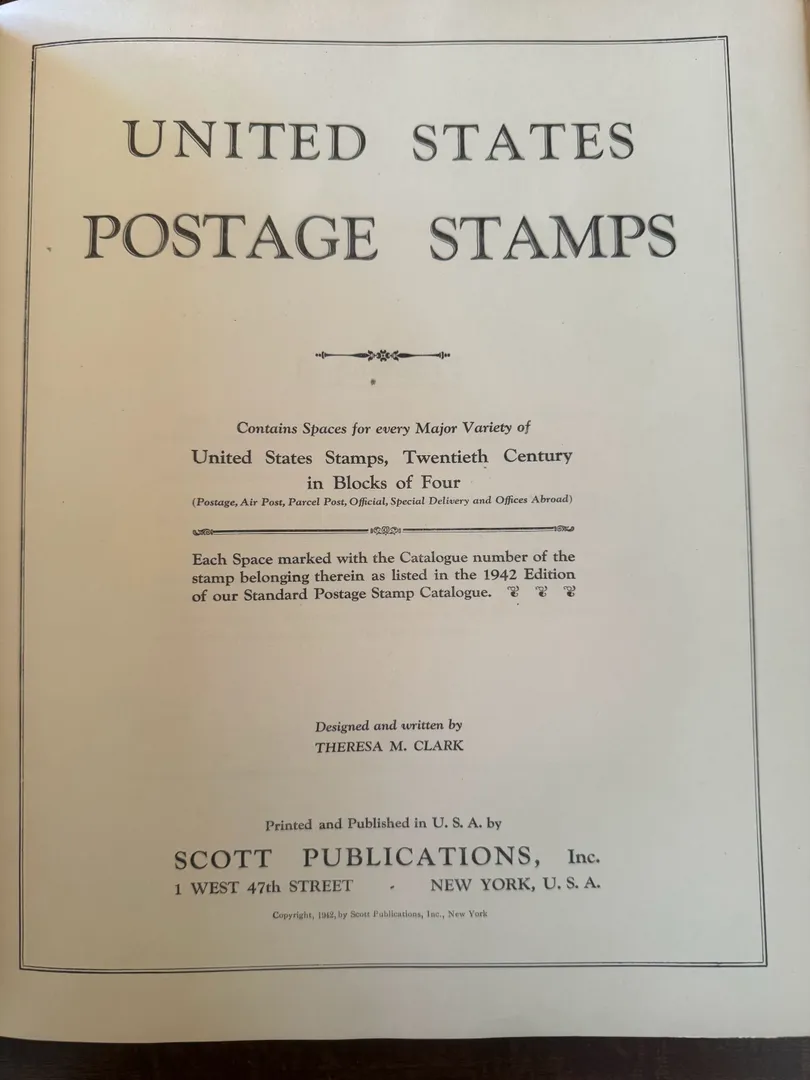 UNITED STATES
POSTAGE STAMPS
Contains Spaces for every Major Variety of
United States Stamps, Twentieth Century
in Blocks of Four
(Postage, Air Post, Parcel Post, Official, Special Delivery and Offices Abroad)
Each Space marked with the Catalogue number of the
stamp belonging therein as listed in the 1942 Edition
of our Standard Postage Stamp Catalogue.
Designed and written by
THERESA M. CLARK
Printed and Published in U. S. A. by
SCOTT PUBLICATIONS, Inc.
1 WEST 47th STREET - NEW YORK, U. S. A.
Copyright, 1942, by Scott Publications, Inc., New York